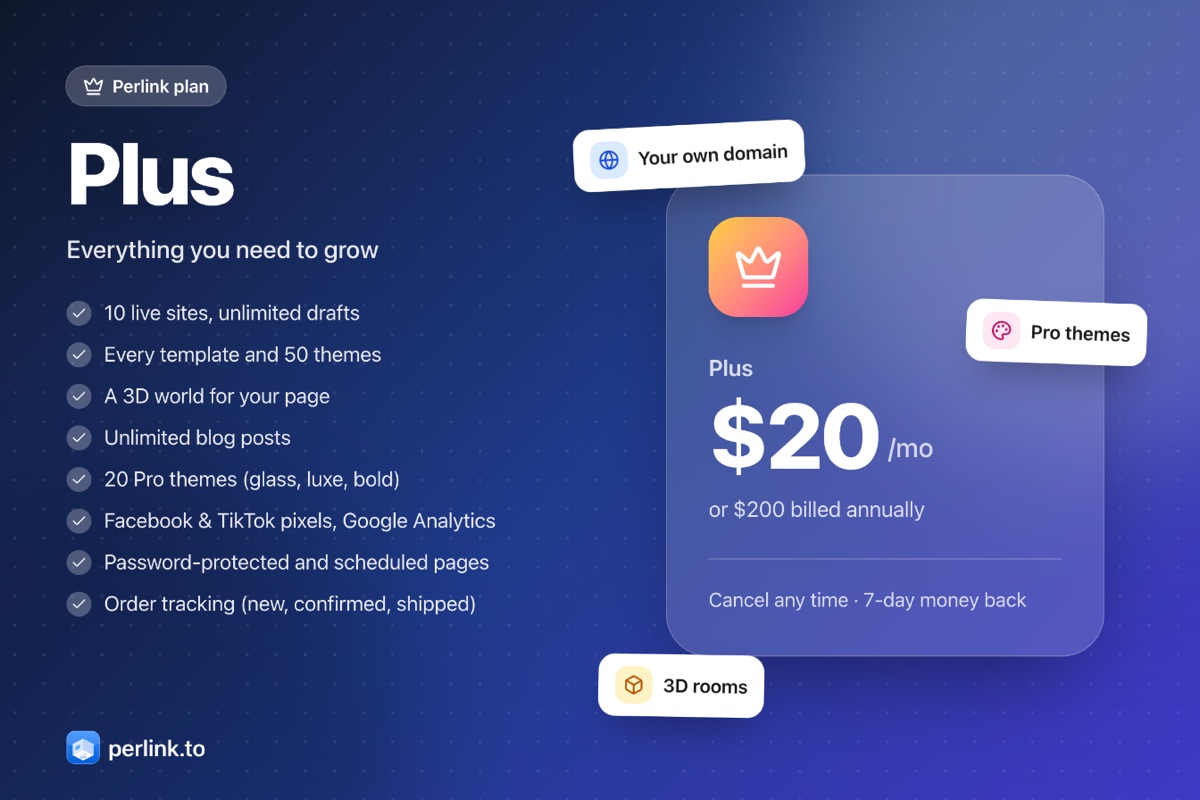 Perlink plan
Plus
Everything you need to grow
10 live sites, unlimited drafts
Every template and 50 themes
A 3D world for your page
Unlimited blog posts
20 Pro themes (glass, luxe, bold)
Facebook & TikTok pixels, Google Analytics
Password-protected and scheduled pages
Order tracking (new, confirmed, shipped)
perlink.to
Your own domain
Pro themes
Plus
$20 /mo
or $200 billed annually
Cancel any time · 7-day money back
3D rooms